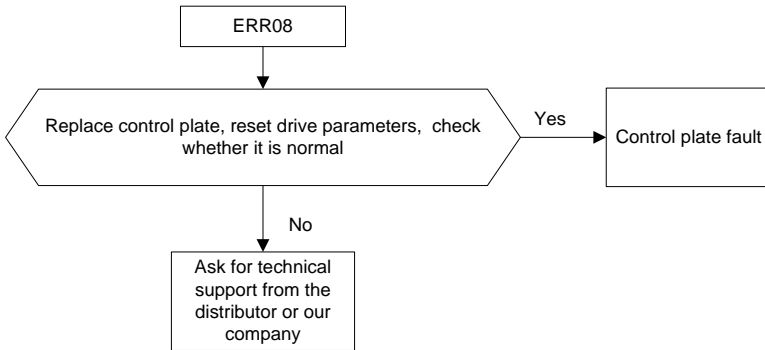 ERR08
Replace control plate, reset drive parameters, check
whether it is normal
Yes
Control plate fault
No
Ask for technical
support from the
distributor or our
company